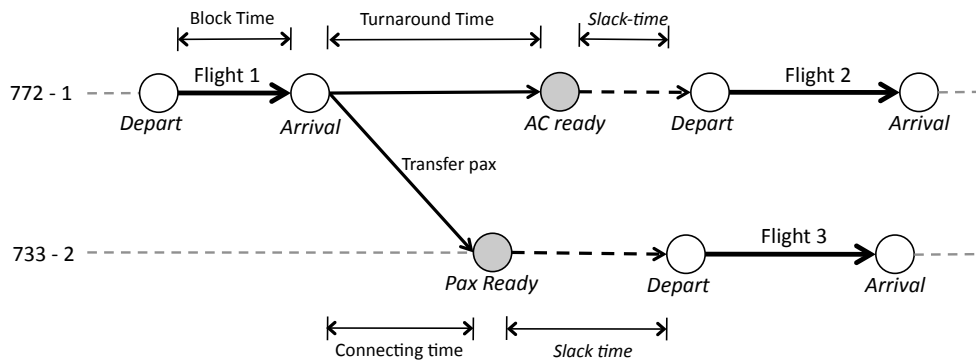 Block Time
Turnaround Time
Slack-time
Flight 1
Flight 2
772 - 1
Depart
Arrival
AC ready
Depart
Arrival
Transfer pax
Flight 3
733 - 2
Pax Ready
Depart
Arrival
Connecting time
Slack time